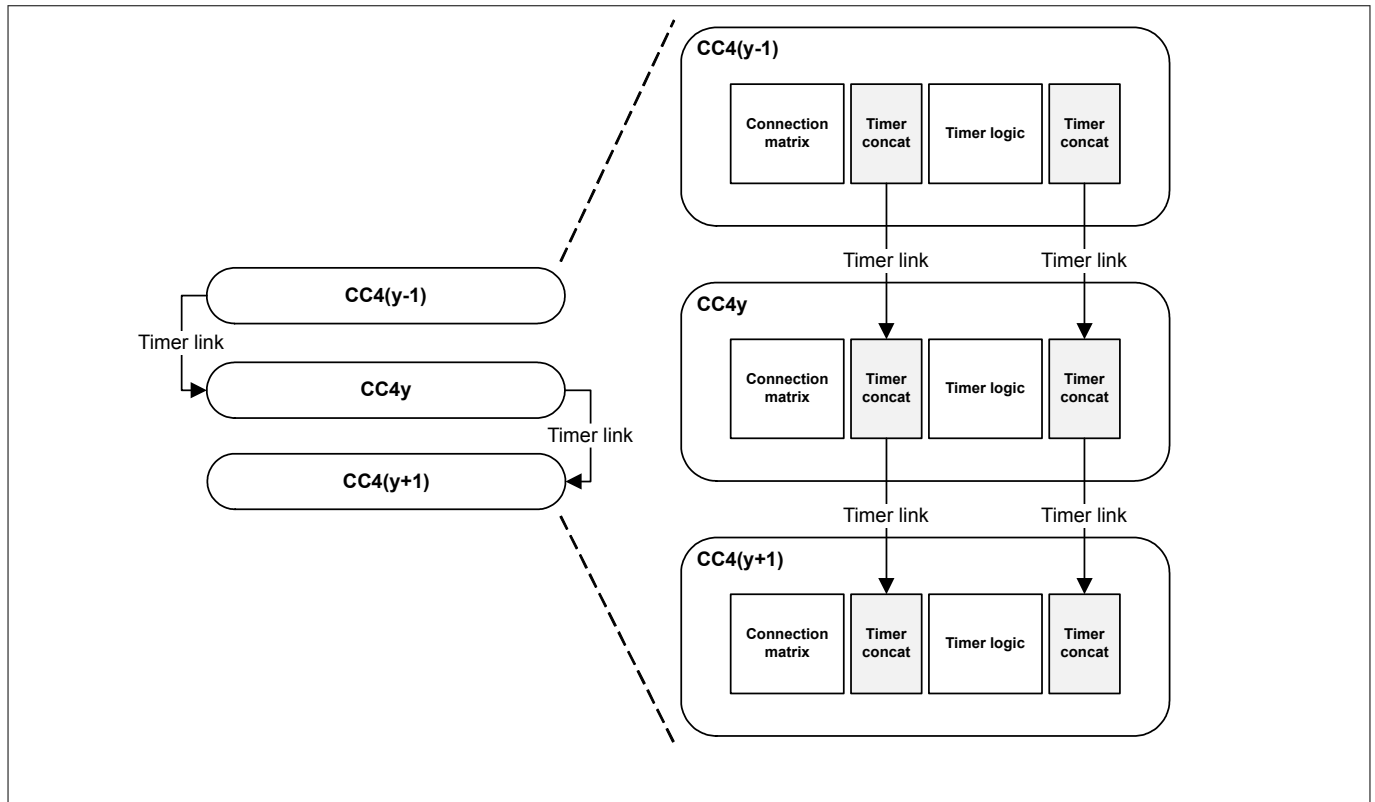 CC4(y-1)
Timer link
CC4y
Timer link
CC4(y+1)
CC4(y-1)
Connection
matrix
Timer
concat
Timer logic
Timer
concat
Timer link
Timer link
CC4y
Connection
matrix
Timer
concat
Timer logic
Timer
concat
Timer link
Timer link
CC4(y+1)
Connection
matrix
Timer
concat
Timer logic
Timer
concat